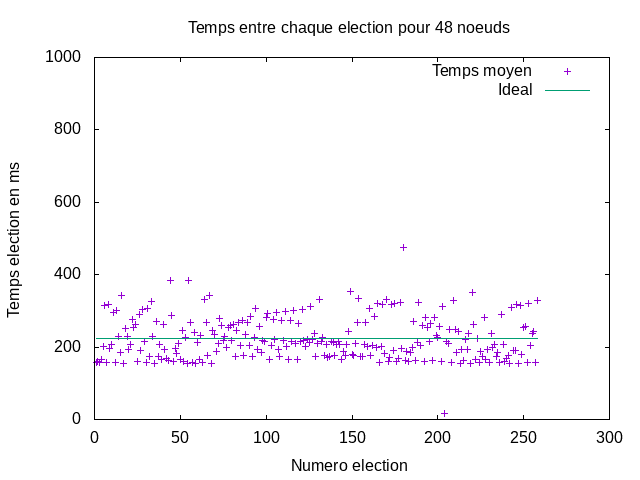 Temps entre chaque election pour 48 noeuds
Temps moyen
Ideal
1000
800
600
400
200
0
Temps election en ms
0 50 100 150 200 250 300
Numero election